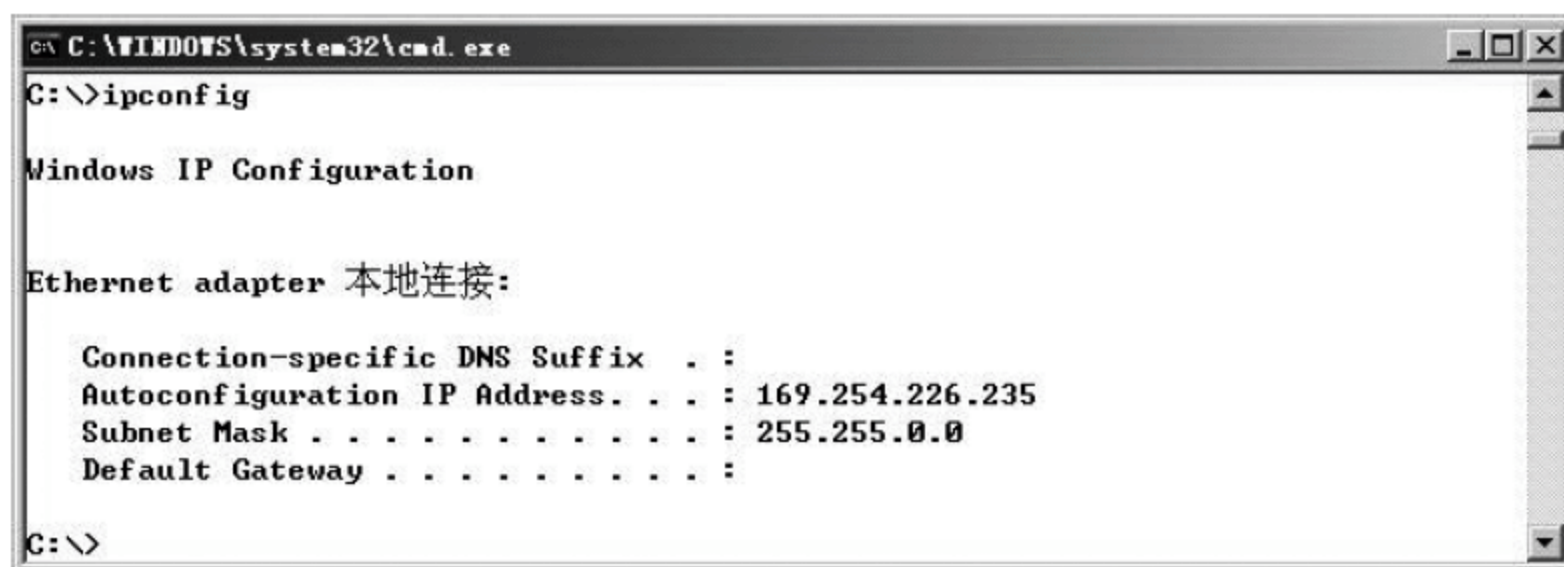 C:\WINDOWS\system32\cmd.exe
C:\>ipconfig
Windows IP Configuration
Ethernet adapter 本地连接:
Connection-specific DNS Suffix . :
Autoconfiguration IP Address. . . : 169.254.226.235
Subnet Mask . . . . . . . . . . . : 255.255.0.0
Default Gateway . . . . . . . . . :
C:\>